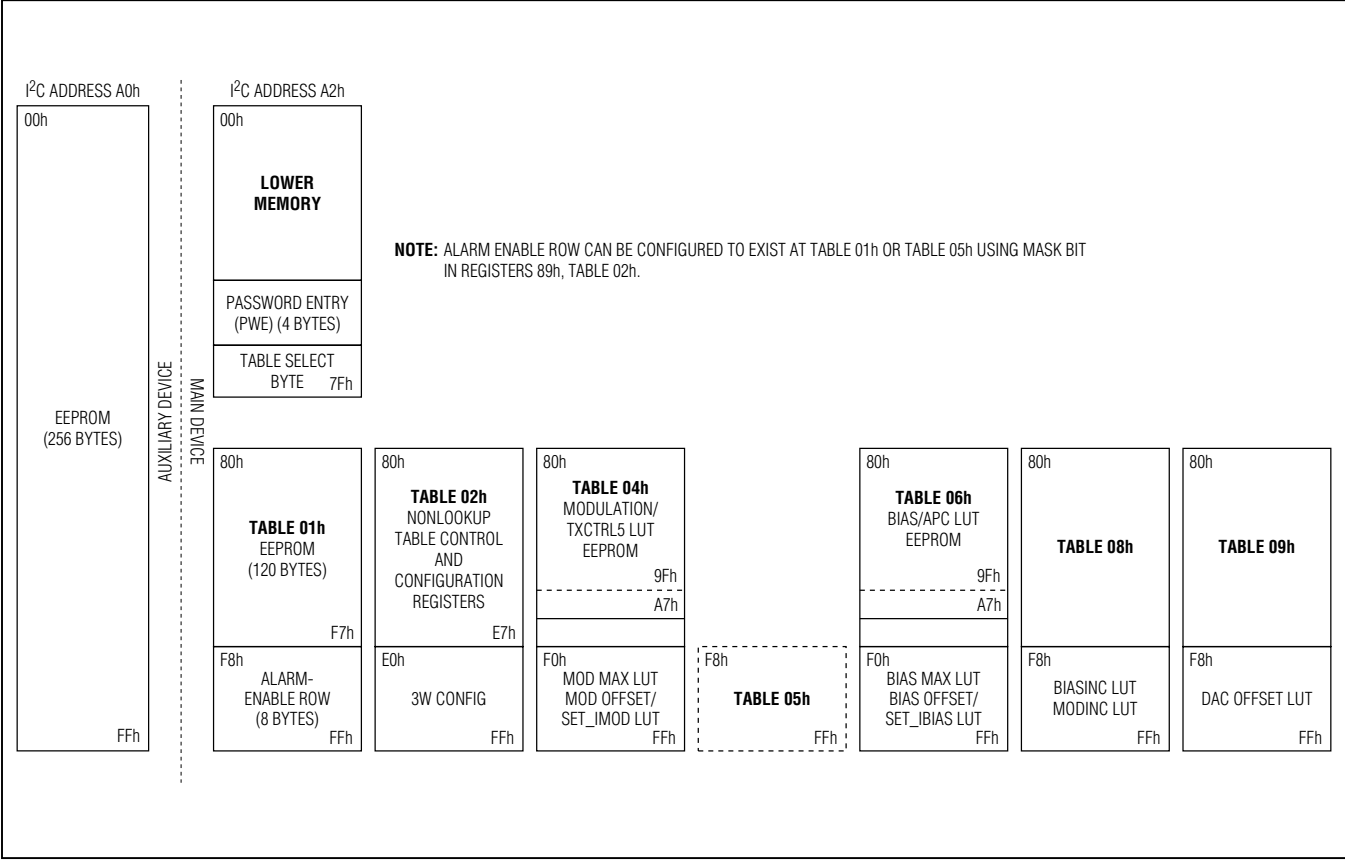 I2C ADDRESS A0h
00h
EEPROM
(256 BYTES)
FFh
AUXILIARY DEVICE
MAIN DEVICE
I2C ADDRESS A2h
00h
LOWER
MEMORY
PASSWORD ENTRY
(PWE) (4 BYTES)
TABLE SELECT
BYTE 7Fh
NOTE: ALARM ENABLE ROW CAN BE CONFIGURED TO EXIST AT TABLE 01h OR TABLE 05h USING MASK BIT
IN REGISTERS 89h, TABLE 02h.
80h
TABLE 01h
EEPROM
(120 BYTES)
F7h
F8h
ALARM-
ENABLE ROW
(8 BYTES)
FFh
80h
TABLE 02h
NONLOOKUP
TABLE CONTROL
AND
CONFIGURATION
REGISTERS
E7h
E0h
3W CONFIG
FFh
80h
TABLE 04h
MODULATION/
TXCTRL5 LUT
EEPROM
9Fh
A7h
F0h
MOD MAX LUT
MOD OFFSET/
SET_IMOD LUT
FFh
F8h
TABLE 05h
FFh
80h
TABLE 06h
BIAS/APC LUT
EEPROM
9Fh
A7h
F0h
BIAS MAX LUT
BIAS OFFSET/
SET_IBIAS LUT
FFh
80h
TABLE 08h
F8h
BIASINC LUT
MODINC LUT
FFh
80h
TABLE 09h
F8h
DAC OFFSET LUT
FFh